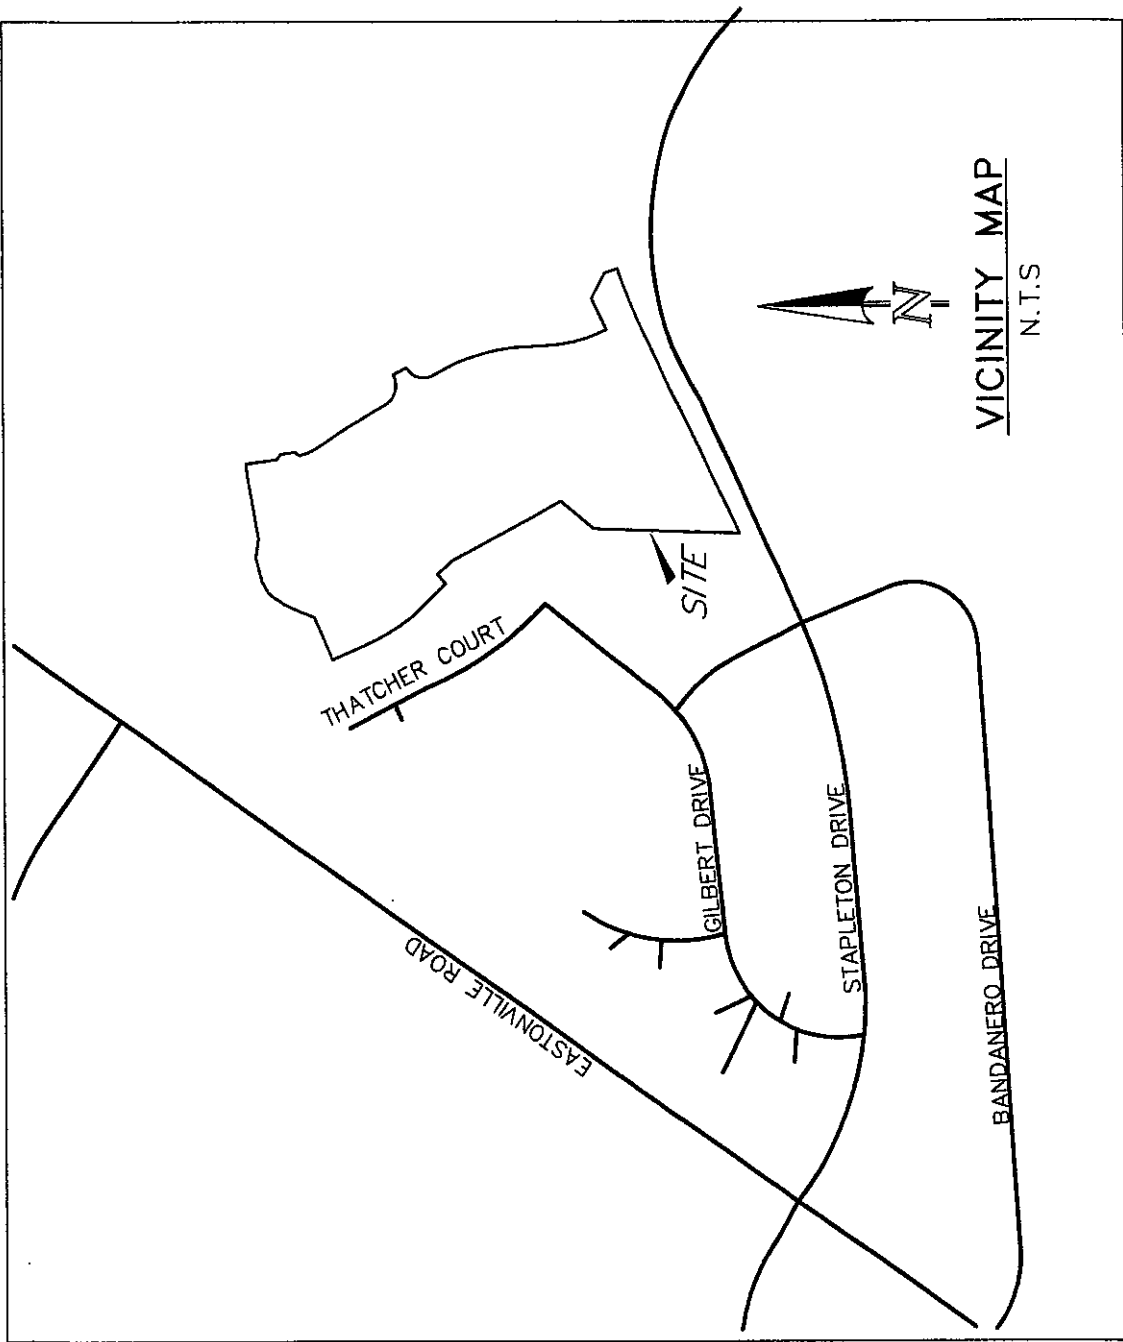 EASTONVILLE ROAD
THATCHER COURT
SITE
GILBERT DRIVE
STAPLETON DRIVE
BANDANERO DRIVE
N
VICINITY MAP
N.T.S